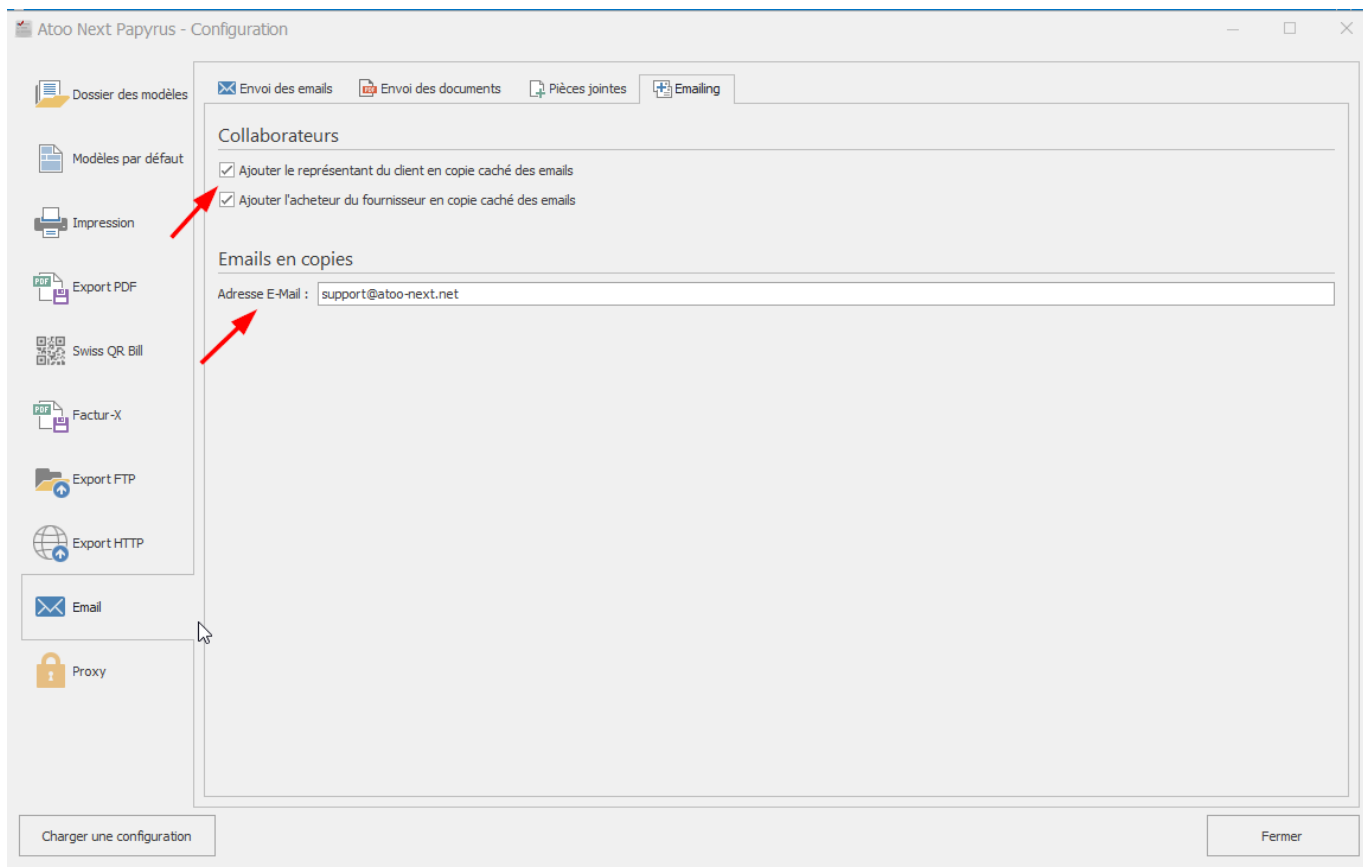 Atoo Next Papyrus - Configuration
Dossier des modèles
Modèles par défaut
Impression
PDF
Export PDF
Swiss QR Bill
PDF
Factur-X
Export FTP
Export HTTP
Email
Proxy
Envoi des emails
PDF
Envoi des documents
Pièces jointes
Emailing
Collaborateurs
Ajouter le représentant du client en copie caché des emails
Ajouter l'acheteur du fournisseur en copie caché des emails
Emails en copies
Adresse E-Mail : support@atoo-next.net
Charger une configuration
Fermer